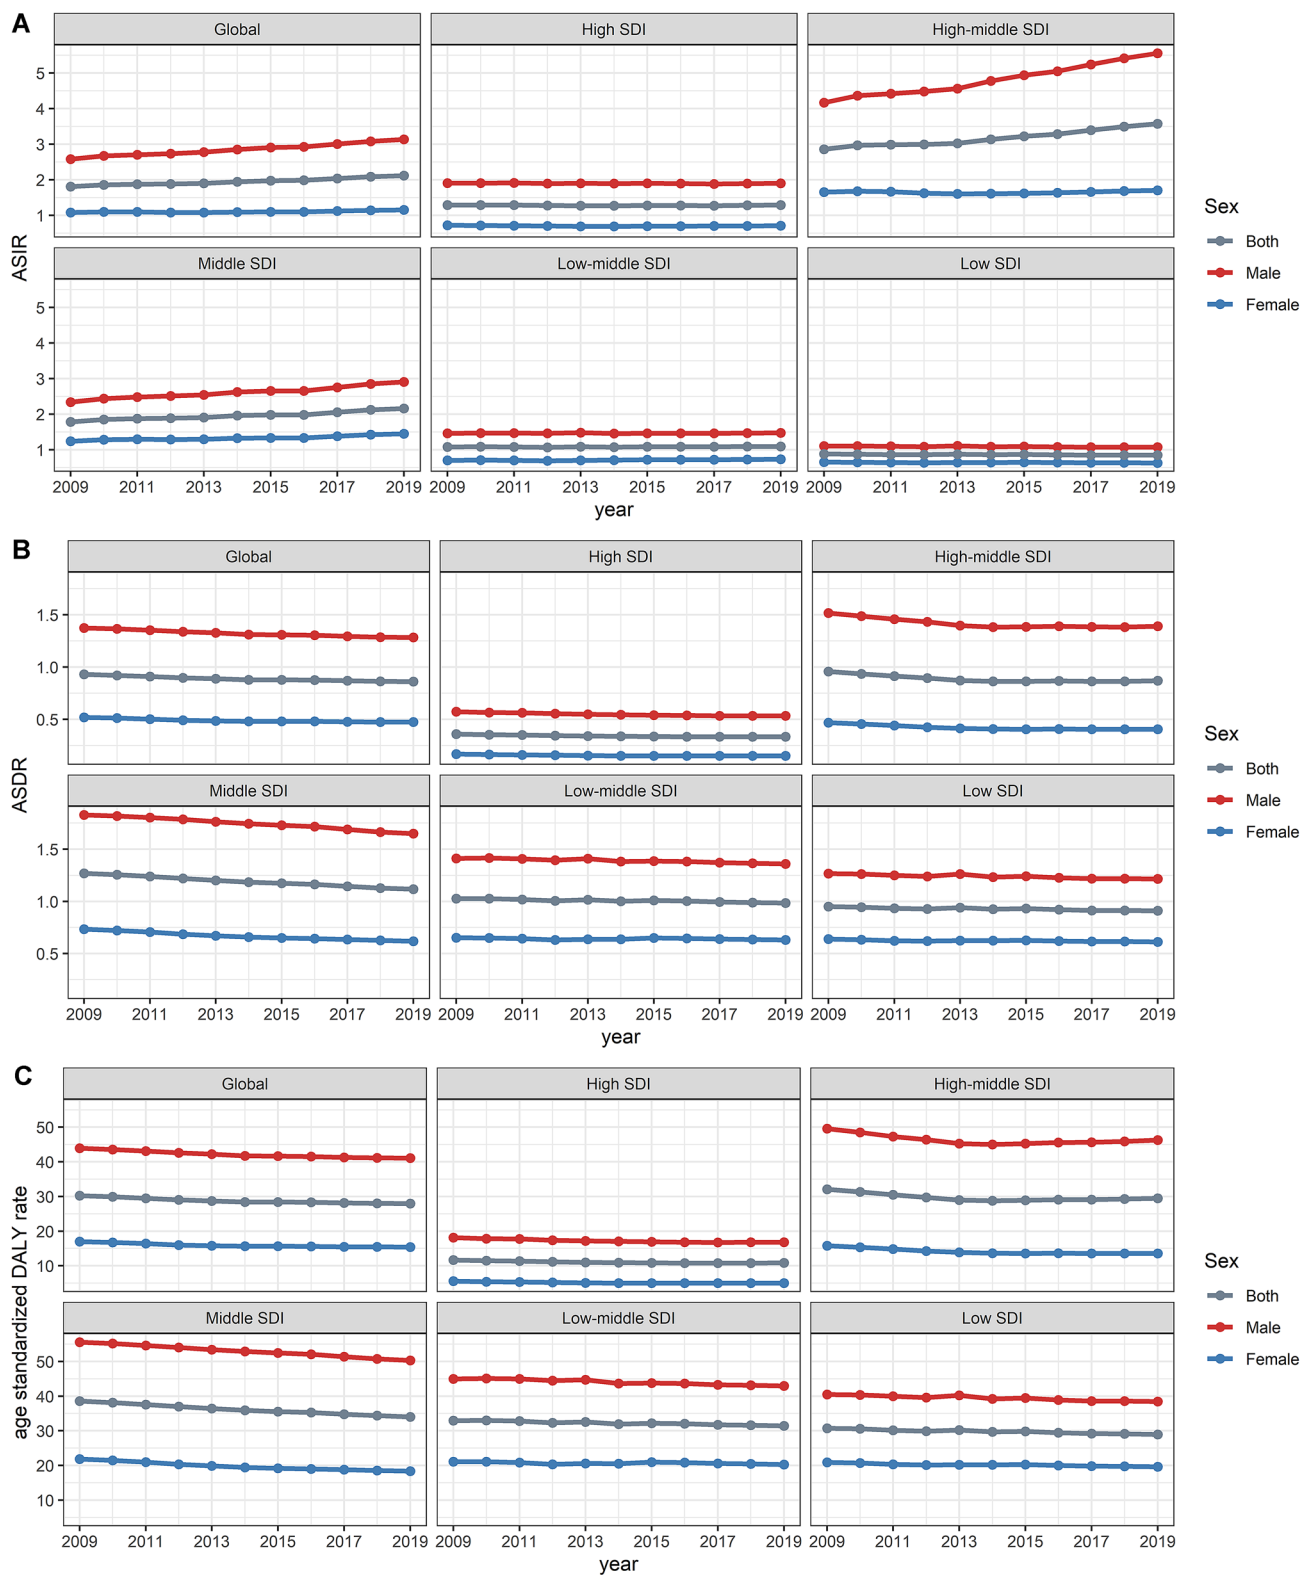 A
Global
High SDI
High-middle SDI
5
4
3
2
1
Middle SDI
Low-middle SDI
Low SDI
5
4
3
2
1
ASIR
2009 2011 2013 2015 2017 2019
2009 2011 2013 2015 2017 2019
2009 2011 2013 2015 2017 2019
year
Sex
Both
Male
Female
B
Global
High SDI
High-middle SDI
1.5
1.0
0.5
Middle SDI
Low-middle SDI
Low SDI
1.5
1.0
0.5
ASDR
2009 2011 2013 2015 2017 2019
2009 2011 2013 2015 2017 2019
2009 2011 2013 2015 2017 2019
year
Sex
Both
Male
Female
C
Global
High SDI
High-middle SDI
50
40
30
20
10
Middle SDI
Low-middle SDI
Low SDI
50
40
30
20
10
age standardized DALY rate
2009 2011 2013 2015 2017 2019
2009 2011 2013 2015 2017 2019
2009 2011 2013 2015 2017 2019
year
Sex
Both
Male
Female